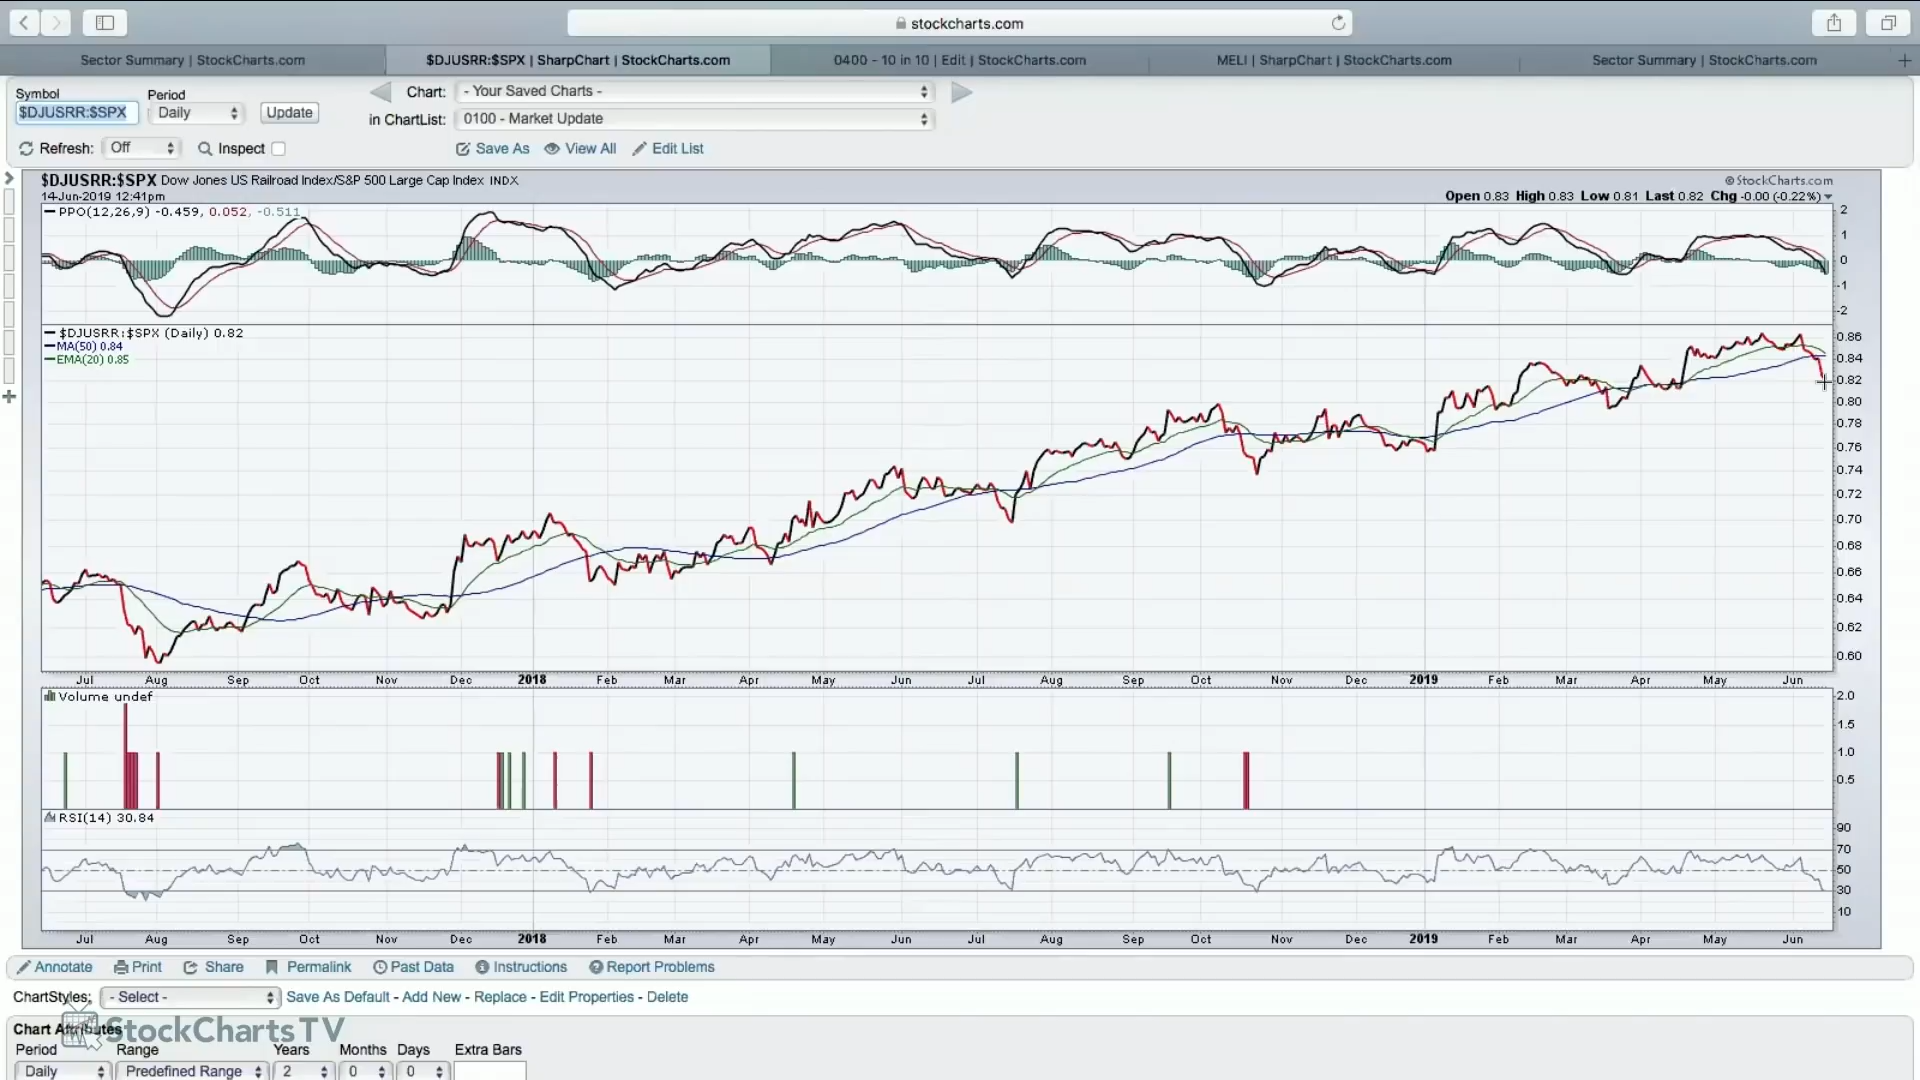 stockcharts.com
Sector Summary | StockCharts.com
$DJUSRR:$SPX | SharpChart | StockCharts.com
0400 - 10 in 10 | Edit | StockCharts.com
MELI | SharpChart | StockCharts.com
Sector Summary | StockCharts.com
Symbol
Period
Chart:
- Your Saved Charts -
$DJUSRR:$SPX
Daily
Update
in ChartList:
0100 - Market Update
Refresh:
Off
Inspect
Save As
View All
Edit List
$DJUSRR:$SPX Dow Jones US Railroad Index/S&P 500 Large Cap Index INDX
© StockCharts.com
14-Jun-2019 12:41pm
Open 0.83 High 0.83 Low 0.81 Last 0.82 Chg -0.00 (-0.22%)
PPO(12,26,9) -0.459, 0.052, -0.511
2
1
0
-1
-2
$DJUSRR:$SPX (Daily) 0.82
MA(50) 0.84
EMA(20) 0.85
0.86
0.84
0.82
0.80
0.78
0.76
0.74
0.72
0.70
0.68
0.66
0.64
0.62
0.60
Jul Aug Sep Oct Nov Dec 2018 Feb Mar Apr May Jun Jul Aug Sep Oct Nov Dec 2019 Feb Mar Apr May Jun
Volume undef
2.0
1.5
1.0
0.5
RSI(14) 30.84
90
70
50
30
10
Jul Aug Sep Oct Nov Dec 2018 Feb Mar Apr May Jun Jul Aug Sep Oct Nov Dec 2019 Feb Mar Apr May Jun
Annotate
Print
Share
Permalink
Past Data
Instructions
Report Problems
ChartStyles:
- Select -
Save As Default - Add New - Replace - Edit Properties - Delete
Chart Attributes
StockChartsTV
Period
Range
Years
Months
Days
Extra Bars
Daily
Predefined Range
2
0
0